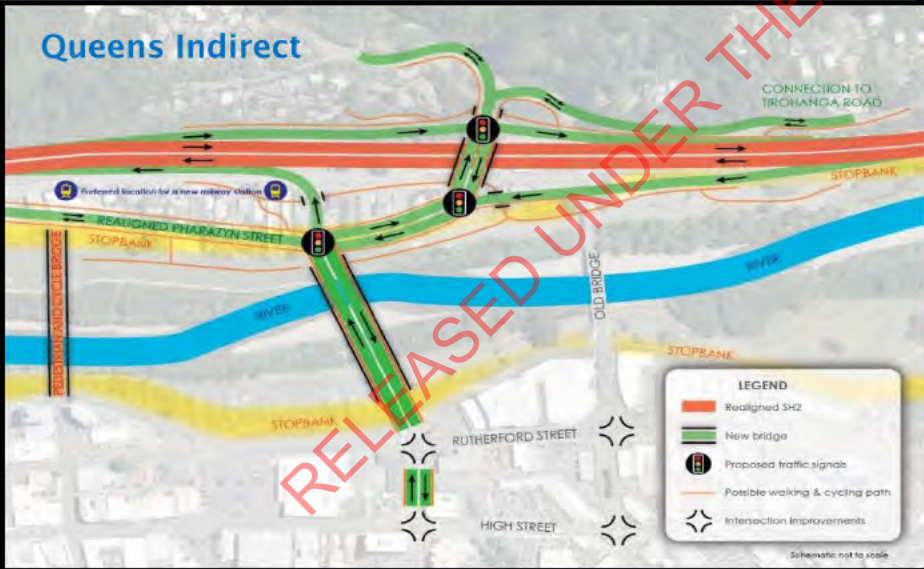 Queens Indirect
CONNECTION TO
TIROHANGA ROAD
STOPBANK
Preferred location for a new railway station
REALIGNED PHARAZYN STREET
STOPBANK
PEDESTRIAN AND CYCLE BRIDGE
RIVER
OLD BRIDGE
RIVER
STOPBANK
STOPBANK
RUTHERFORD STREET
HIGH STREET
LEGEND
Realigned SH2
New bridge
Proposed traffic signals
Possible walking & cycling path
Intersection improvements
Schematic not to scale
RELEASED UNDER THE